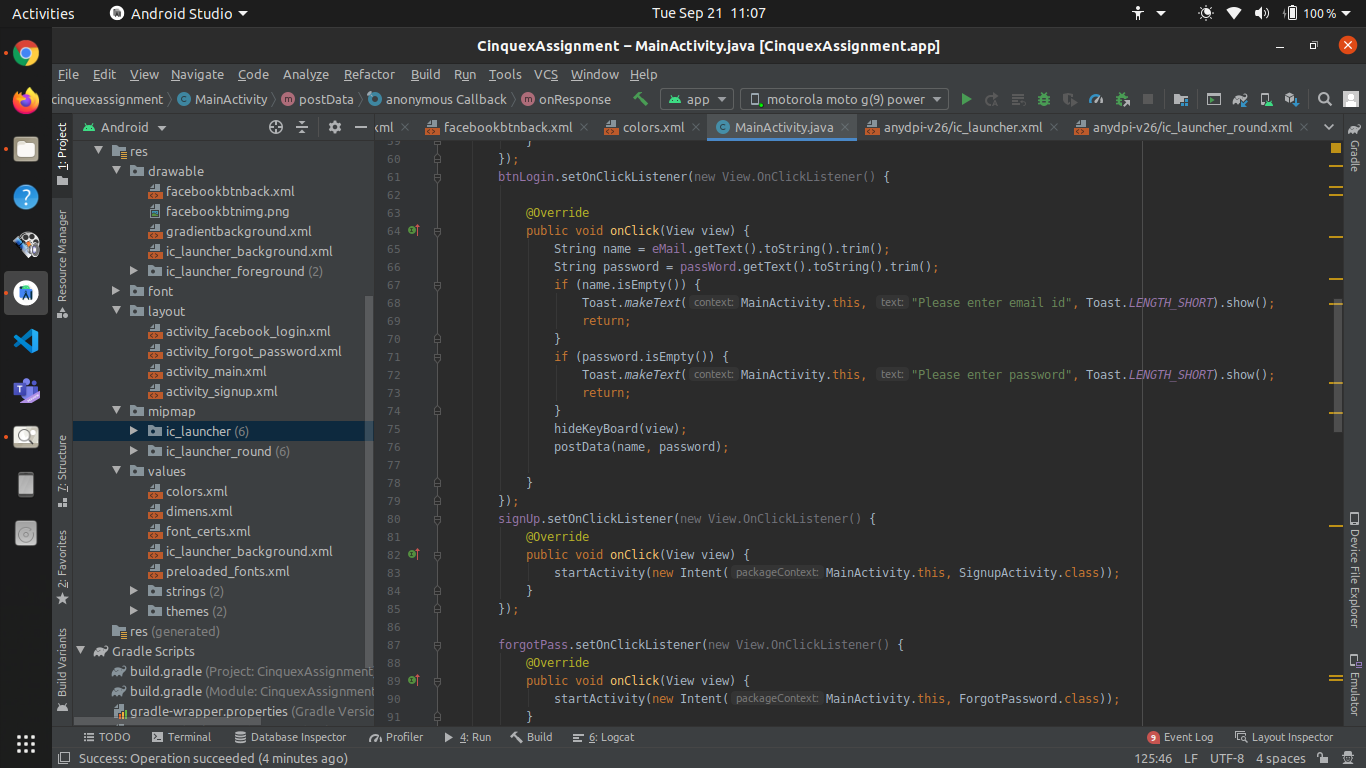 Activities Android Studio Tue Sep 21 11:07 100 %
CinquexAssignment – MainActivity.java [CinquexAssignment.app]
File Edit View Navigate Code Analyze Refactor Build Run Tools VCS Window Help
cinquexassignment MainActivity postData anonymous Callback onResponse app motorola moto g(9) power
Android xml facebookbtnback.xml colors.xml MainActivity.java anydpi-v26/ic_launcher.xml anydpi-v26/ic_launcher_round.xml
1: Project
Resource Manager
7: Structure
2: Favorites
Build Variants
res
drawable
facebookbtnback.xml
facebookbtnimg.png
gradientbackground.xml
ic_launcher_background.xml
ic_launcher_foreground (2)
font
layout
activity_facebook_login.xml
activity_forgot_password.xml
activity_main.xml
activity_signup.xml
mipmap
ic_launcher (6)
ic_launcher_round (6)
values
colors.xml
dimens.xml
font_certs.xml
ic_launcher_background.xml
preloaded_fonts.xml
strings (2)
themes (2)
res (generated)
Gradle Scripts
build.gradle (Project: CinquexAssignment
build.gradle (Module: CinquexAssignment
gradle-wrapper.properties (Gradle Versio
59 }
60 });
61 btnLogin.setOnClickListener(new View.OnClickListener() {
62
63 @Override
64 public void onClick(View view) {
65 String name = eMail.getText().toString().trim();
66 String password = passWord.getText().toString().trim();
67 if (name.isEmpty()) {
68 Toast.makeText( context: MainActivity.this, text: "Please enter email id", Toast.LENGTH_SHORT).show();
69 return;
70 }
71 if (password.isEmpty()) {
72 Toast.makeText( context: MainActivity.this, text: "Please enter password", Toast.LENGTH_SHORT).show();
73 return;
74 }
75 hideKeyBoard(view);
76 postData(name, password);
77
78 }
79 });
80 signUp.setOnClickListener(new View.OnClickListener() {
81 @Override
82 public void onClick(View view) {
83 startActivity(new Intent( packageContext: MainActivity.this, SignupActivity.class));
84 }
85 });
86
87 forgotPass.setOnClickListener(new View.OnClickListener() {
88 @Override
89 public void onClick(View view) {
90 startActivity(new Intent( packageContext: MainActivity.this, ForgotPassword.class));
91 }
Gradle
Device File Explorer
Emulator
TODO Terminal Database Inspector Profiler 4: Run Build 6: Logcat 9 Event Log Layout Inspector
Success: Operation succeeded (4 minutes ago) 125:46 LF UTF-8 4 spaces